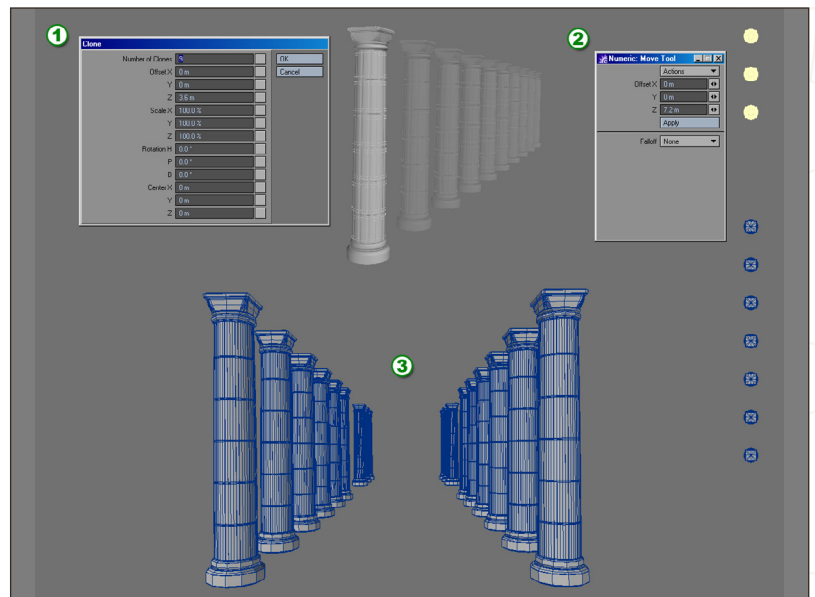 1
Clone
Number of Clones 9
OK
Offset X 0 m
Cancel
Y 0 m
Z 3.6 m
Scale X 100.0 %
Y 100.0 %
Z 100.0 %
Rotation H 0.0 °
P 0.0 °
B 0.0 °
Center X 0 m
Y 0 m
Z 0 m
2
Numeric: Move Tool
Actions
Offset X 0 m
Y 0 m
Z 7.2 m
Apply
Falloff None
3